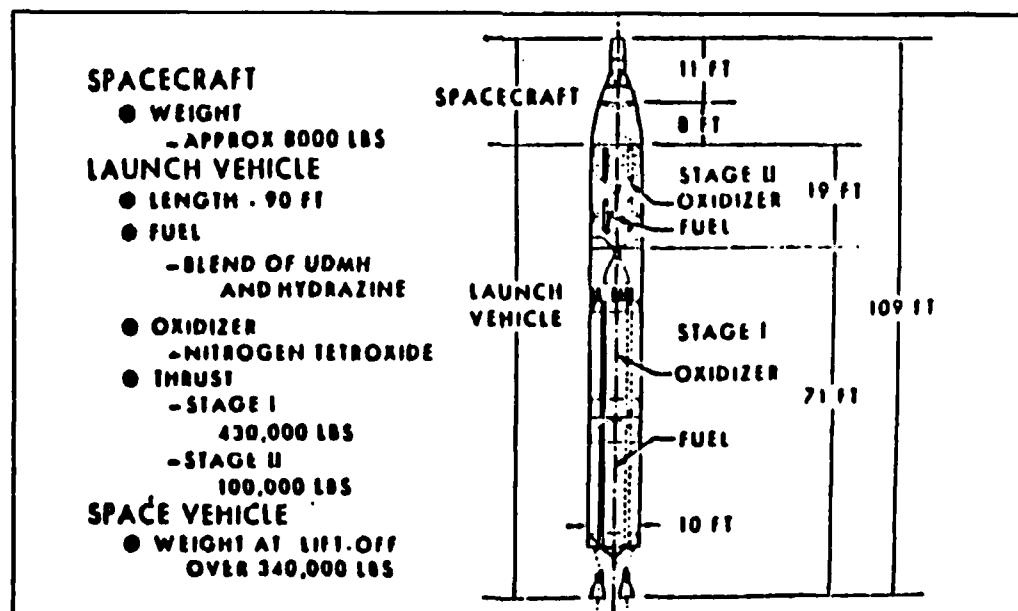 SPACECRAFT
● WEIGHT
- APPROX 8000 LBS
LAUNCH VEHICLE
● LENGTH - 90 FT
● FUEL
- BLEND OF UDMH
AND HYDRAZINE
● OXIDIZER
- NITROGEN TETROXIDE
● THRUST
- STAGE I
430,000 LBS
- STAGE II
100,000 LBS
SPACE VEHICLE
● WEIGHT AT LIFT-OFF
OVER 340,000 LBS
SPACECRAFT
LAUNCH
VEHICLE
11 FT
8 FT
STAGE II
OXIDIZER
FUEL
19 FT
STAGE I
OXIDIZER
FUEL
71 FT
10 FT
109 FT